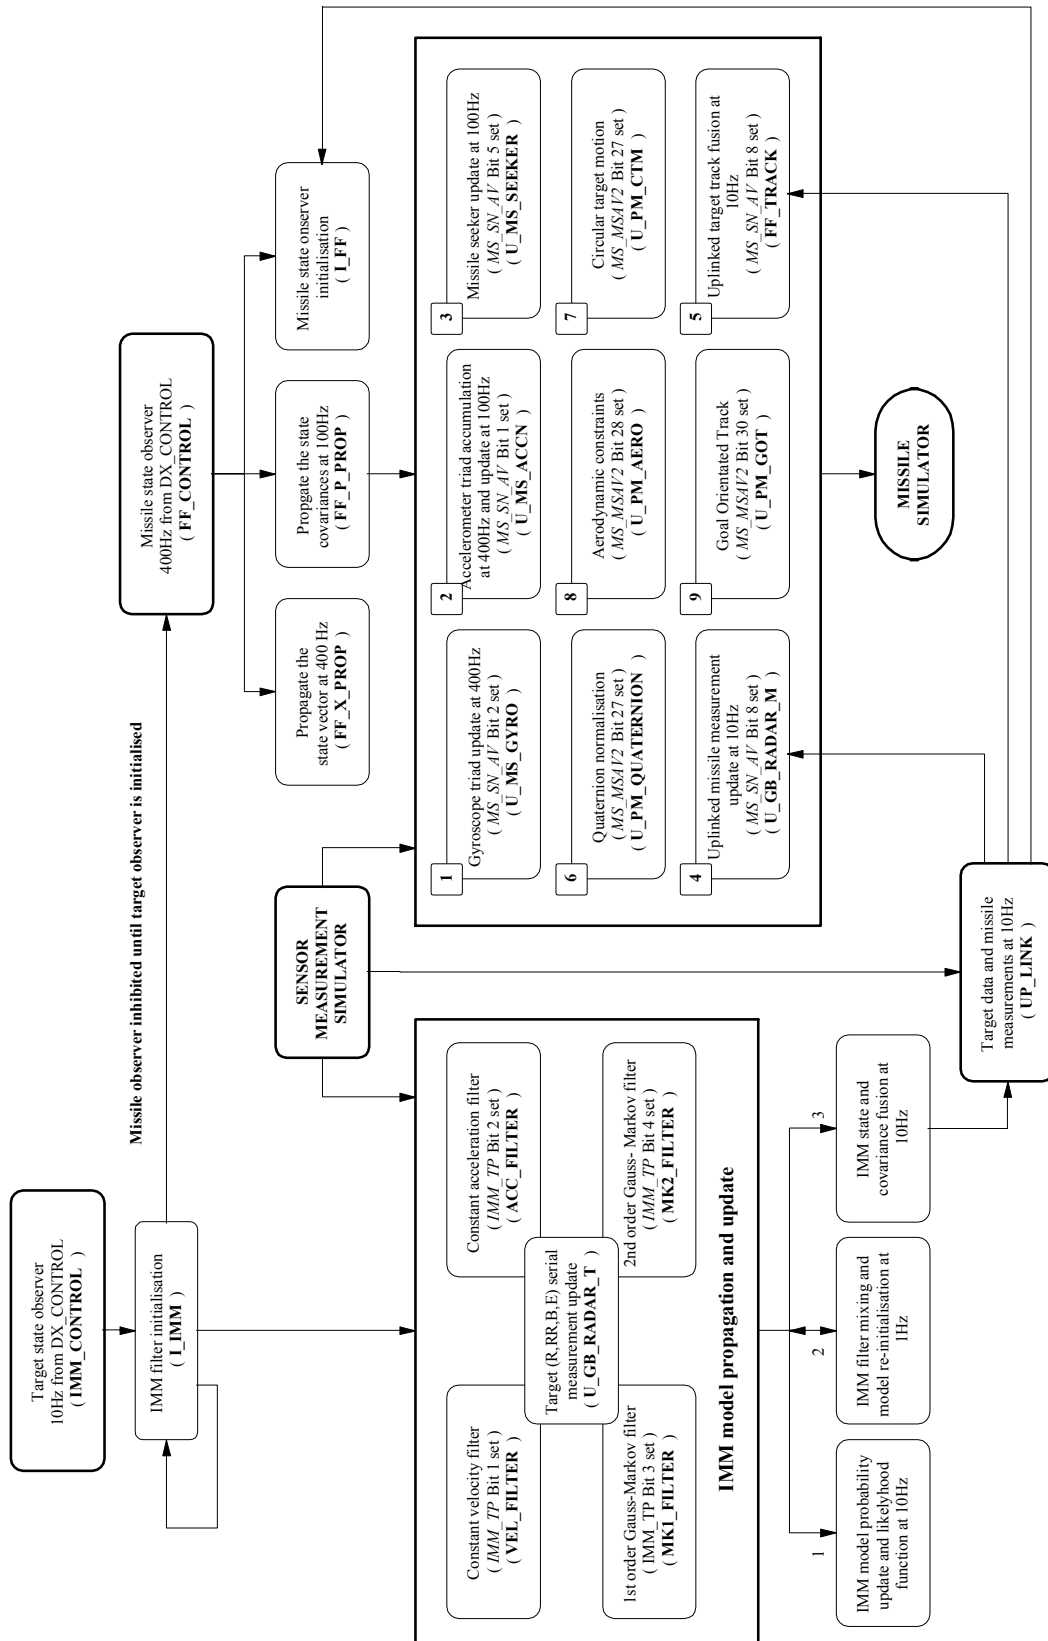 Target state observer
10Hz from DX_CONTROL
( IMM_CONTROL )
IMM filter initialisation
( I_IMM )
Missile observer inhibited until target observer is initialised
Missile state observer
400Hz from DX_CONTROL
( FF_CONTROL )
Propagate the
state vector at 400 Hz
( FF_X_PROP )
Propgate the state
covariances at 100Hz
( FF_P_PROP )
Missile state onserver
initialisation
( I_FF )
SENSOR
MEASUREMENT
SIMULATOR
Constant velocity filter
( IMM_TP Bit 1 set )
( VEL_FILTER )
Constant acceleration filter
( IMM_TP Bit 2 set )
( ACC_FILTER )
Target (R,RR,B,E) serial
measurement update
( U_GB_RADAR_T )
1st order Gauss-Markov filter
( IMM_TP Bit 3 set )
( MK1_FILTER )
2nd order Gauss- Markov filter
( IMM_TP Bit 4 set )
( MK2_FILTER )
IMM model propagation and update
1
2
3
IMM model probability
update and likelyhood
function at 10Hz
IMM filter mixing and
model re-initialisation at
1Hz
IMM state and
covariance fusion at
10Hz
1
Gyroscope triad update at 400Hz
( MS_SN_AV Bit 2 set )
( U_MS_GYRO )
2
Accelerometer triad accumulation
at 400Hz and update at 100Hz
( MS_SN_AV Bit 1 set )
( U_MS_ACCN )
3
Missile seeker update at 100Hz
( MS_SN_AV Bit 5 set )
( U_MS_SEEKER )
6
Quaternion normalisation
( MS_MSAV2 Bit 27 set )
( U_PM_QUATERNION )
8
Aerodynamic constraints
( MS_MSAV2 Bit 28 set )
( U_PM_AERO )
7
Circular target motion
( MS_MSAV2 Bit 27 set )
( U_PM_CTM )
4
Uplinked missile measurement
update at 10Hz
( MS_SN_AV Bit 8 set )
( U_GB_RADAR_M )
9
Goal Orientated Track
( MS_MSAV2 Bit 30 set )
( U_PM_GOT )
5
Uplinked target track fusion at
10Hz
( MS_SN_AV Bit 8 set )
( FF_TRACK )
Target data and missile
measurements at 10Hz
( UP_LINK )
MISSILE
SIMULATOR